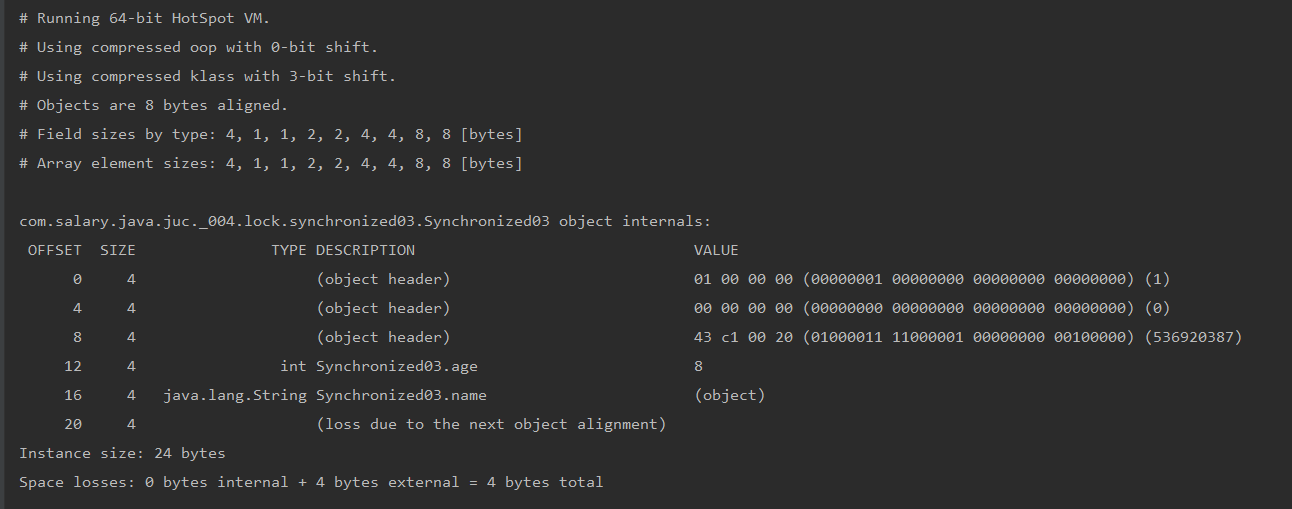 # Running 64-bit HotSpot VM.
# Using compressed oop with 0-bit shift.
# Using compressed klass with 3-bit shift.
# Objects are 8 bytes aligned.
# Field sizes by type: 4, 1, 1, 2, 2, 4, 4, 8, 8 [bytes]
# Array element sizes: 4, 1, 1, 2, 2, 4, 4, 8, 8 [bytes]
com.salary.java.juc._004.lock.synchronized03.Synchronized03 object internals:
OFFSET SIZE TYPE DESCRIPTION VALUE
0 4 (object header) 01 00 00 00 (00000001 00000000 00000000 00000000) (1)
4 4 (object header) 00 00 00 00 (00000000 00000000 00000000 00000000) (0)
8 4 (object header) 43 c1 00 20 (01000011 11000001 00000000 00100000) (536920387)
12 4 int Synchronized03.age 8
16 4 java.lang.String Synchronized03.name (object)
20 4 (loss due to the next object alignment)
Instance size: 24 bytes
Space losses: 0 bytes internal + 4 bytes external = 4 bytes total